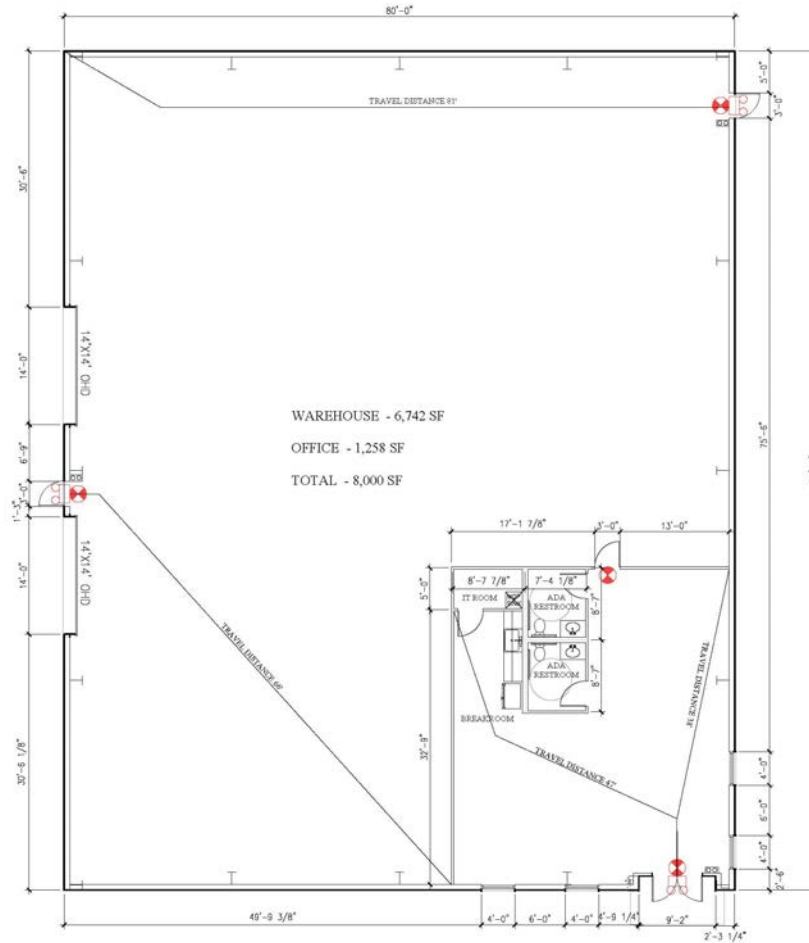 80'-0"
TRAVEL DISTANCE 81'
5'-0"
3'-0"
30'-6"
14'-0"
14'X14' OHD
6'-9"
3'-0"
1'-3"
14'-0"
14'X14' OHD
30'-6 1/8"
WAREHOUSE - 6,742 SF
OFFICE - 1,258 SF
TOTAL - 8,000 SF
75'-6"
17'-1 7/8"
3'-0"
13'-0"
5'-0"
8'-7 7/8"
7'-4 1/8"
IT ROOM
ADA
RESTROOM
8'-7"
ADA
RESTROOM
8'-7"
BREAKROOM
32'-9"
TRAVEL DISTANCE
TRAVEL DISTANCE 47'
TRAVEL DISTANCE
4'-0"
6'-0"
4'-0"
2'-6"
49'-9 3/8"
4'-0"
6'-0"
4'-0"
4'-9 1/4"
9'-2"
2'-3 1/4"